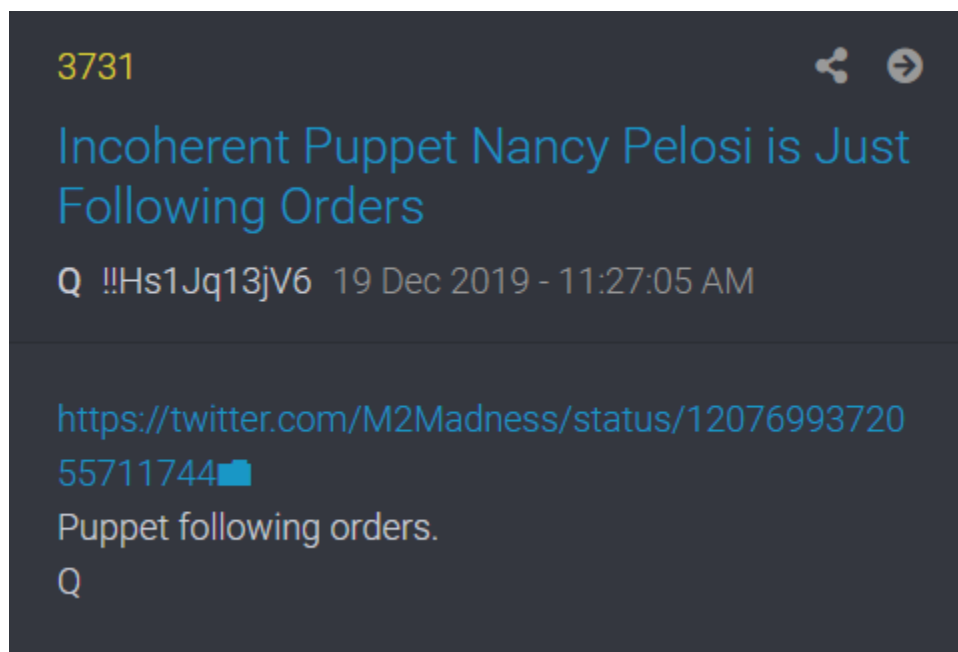 3731
Incoherent Puppet Nancy Pelosi is Just
Following Orders
Q !!Hs1Jq13jV6 19 Dec 2019 - 11:27:05 AM
https://twitter.com/M2Madness/status/12076993720
55711744
Puppet following orders.
Q